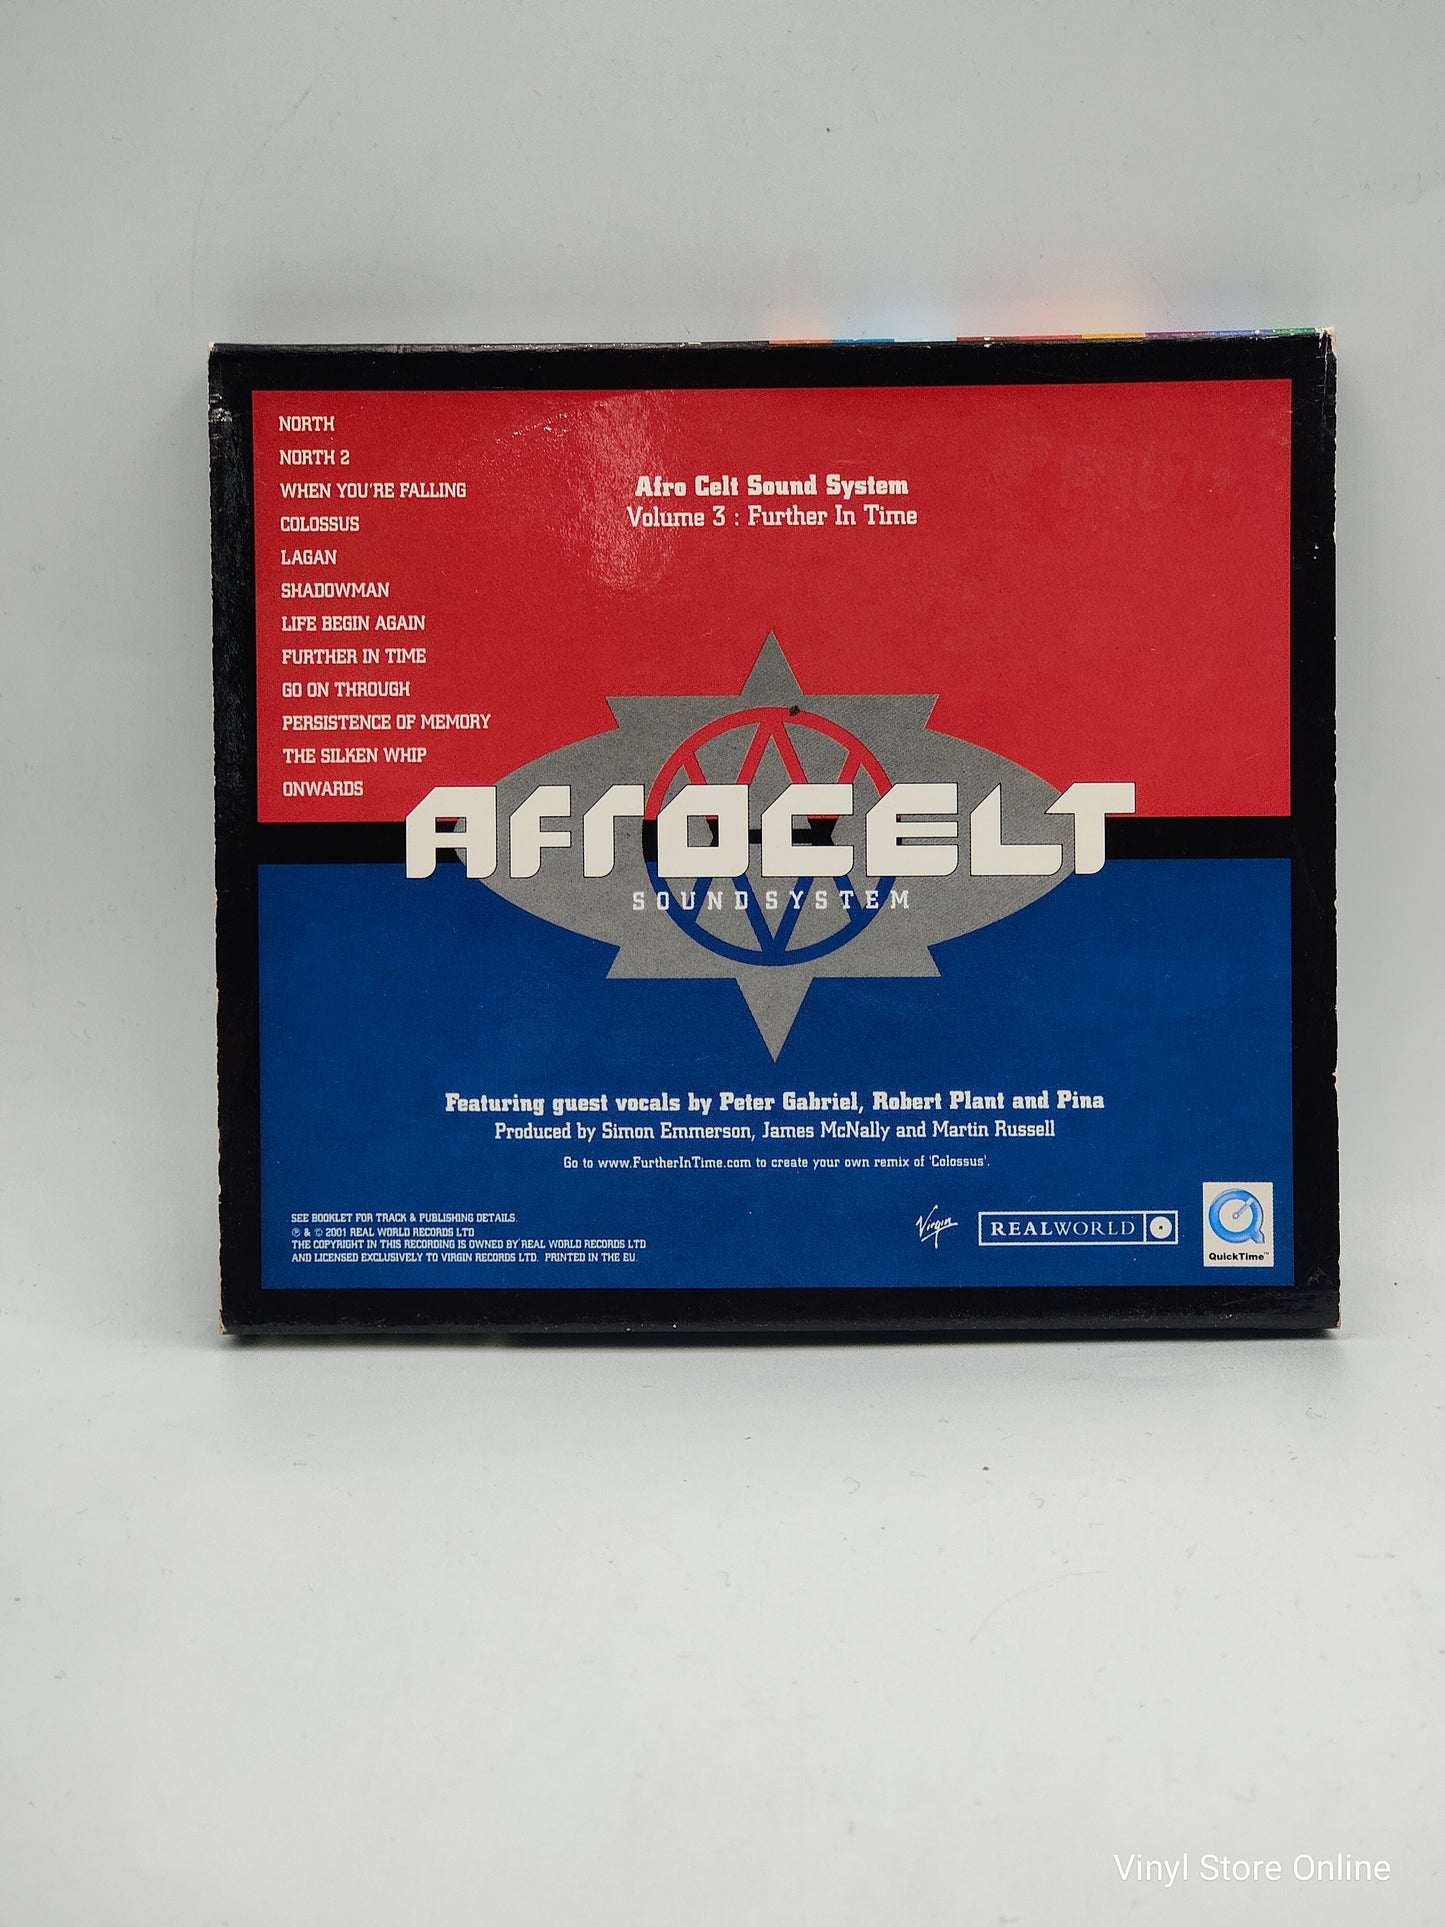 NORTH
NORTH 2
WHEN YOU'RE FALLING
COLOSSUS
LAGAN
SHADOWMAN
LIFE BEGIN AGAIN
FURTHER IN TIME
GO ON THROUGH
PERSISTENCE OF MEMORY
THE SILKEN WHIP
ONWARDS
Afro Celt Sound System
Volume 3 : Further In Time
AFROCELT
SOUNDSYSTEM
Featuring guest vocals by Peter Gabriel, Robert Plant and Pina
Produced by Simon Emmerson, James McNally and Martin Russell
Go to www.FurtherInTime.com to create your own remix of 'Colossus'.
SEE BOOKLET FOR TRACK & PUBLISHING DETAILS.
℗ & © 2001 REAL WORLD RECORDS LTD
THE COPYRIGHT IN THIS RECORDING IS OWNED BY REAL WORLD RECORDS LTD
AND LICENSED EXCLUSIVELY TO VIRGIN RECORDS LTD. PRINTED IN THE EU.
Virgin
REALWORLD
QuickTime™
Vinyl Store Online